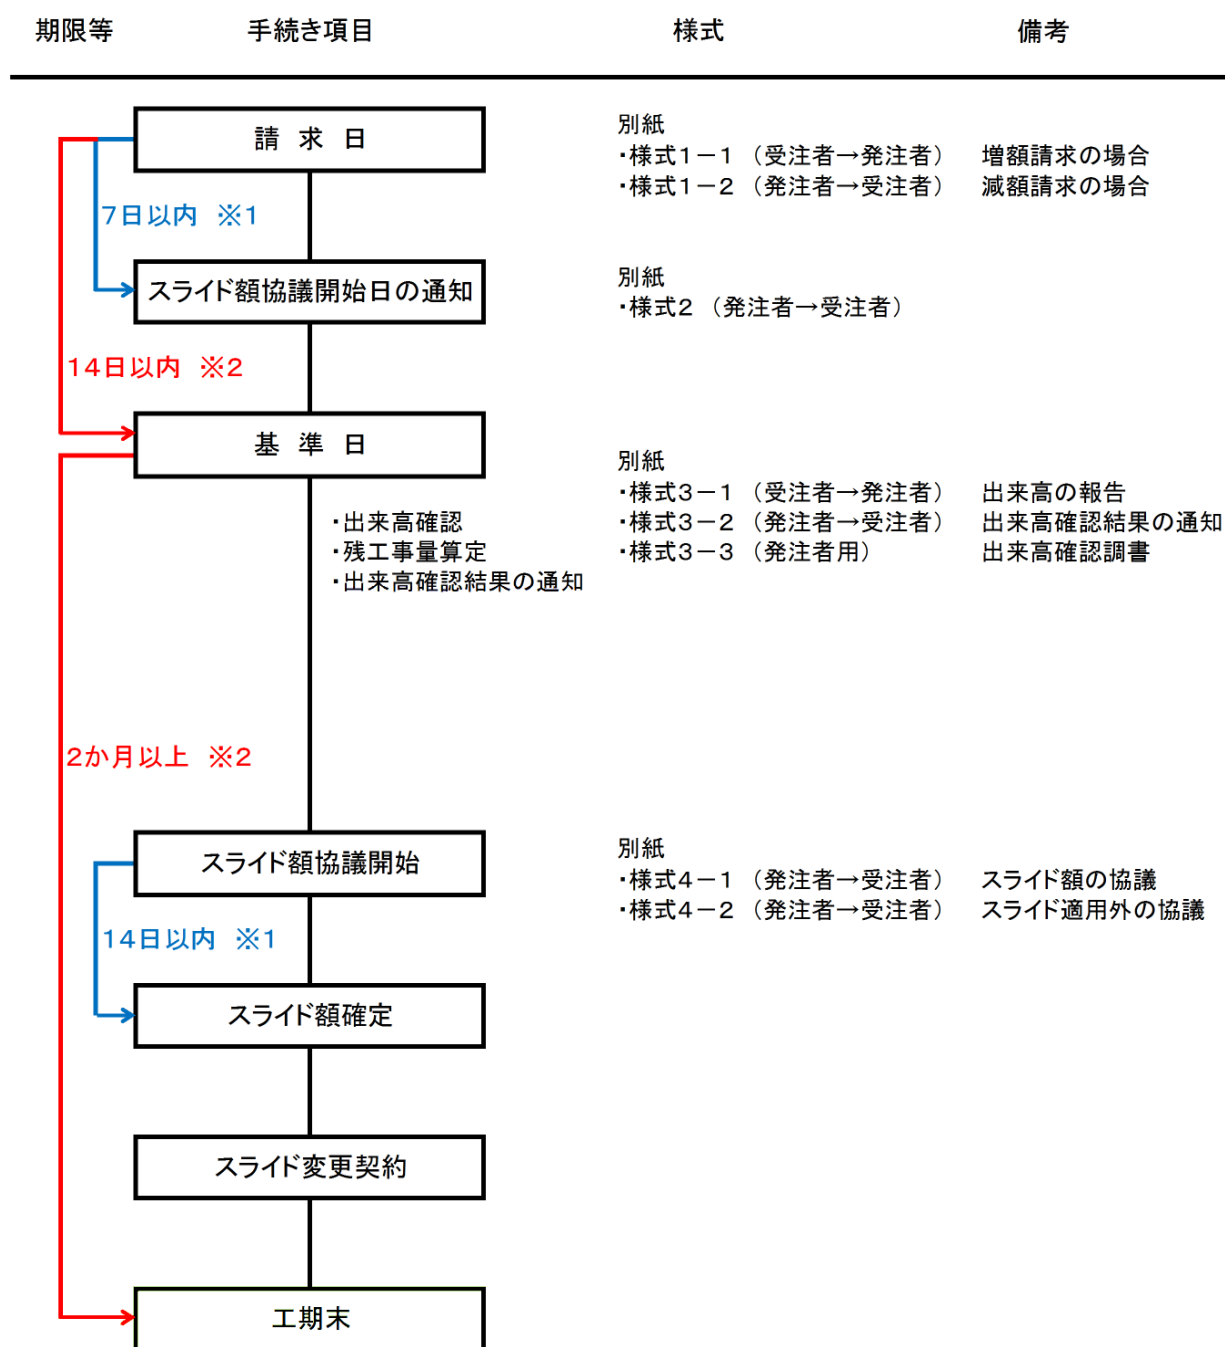 期限等 手続き項目 様式 備考
請 求 日
別紙
・様式１－１ （受注者→発注者） 増額請求の場合
・様式１－２ （発注者→受注者） 減額請求の場合
7日以内 ※1
スライド額協議開始日の通知
別紙
・様式２ （発注者→受注者）
14日以内 ※2
基 準 日
別紙
・様式３－１ （受注者→発注者） 出来高の報告
・様式３－２ （発注者→受注者） 出来高確認結果の通知
・様式３－３ （発注者用） 出来高確認調書
・出来高確認
・残工事量算定
・出来高確認結果の通知
2か月以上 ※2
スライド額協議開始
別紙
・様式４－１ （発注者→受注者） スライド額の協議
・様式４－２ （発注者→受注者） スライド適用外の協議
14日以内 ※1
スライド額確定
スライド変更契約
工期末